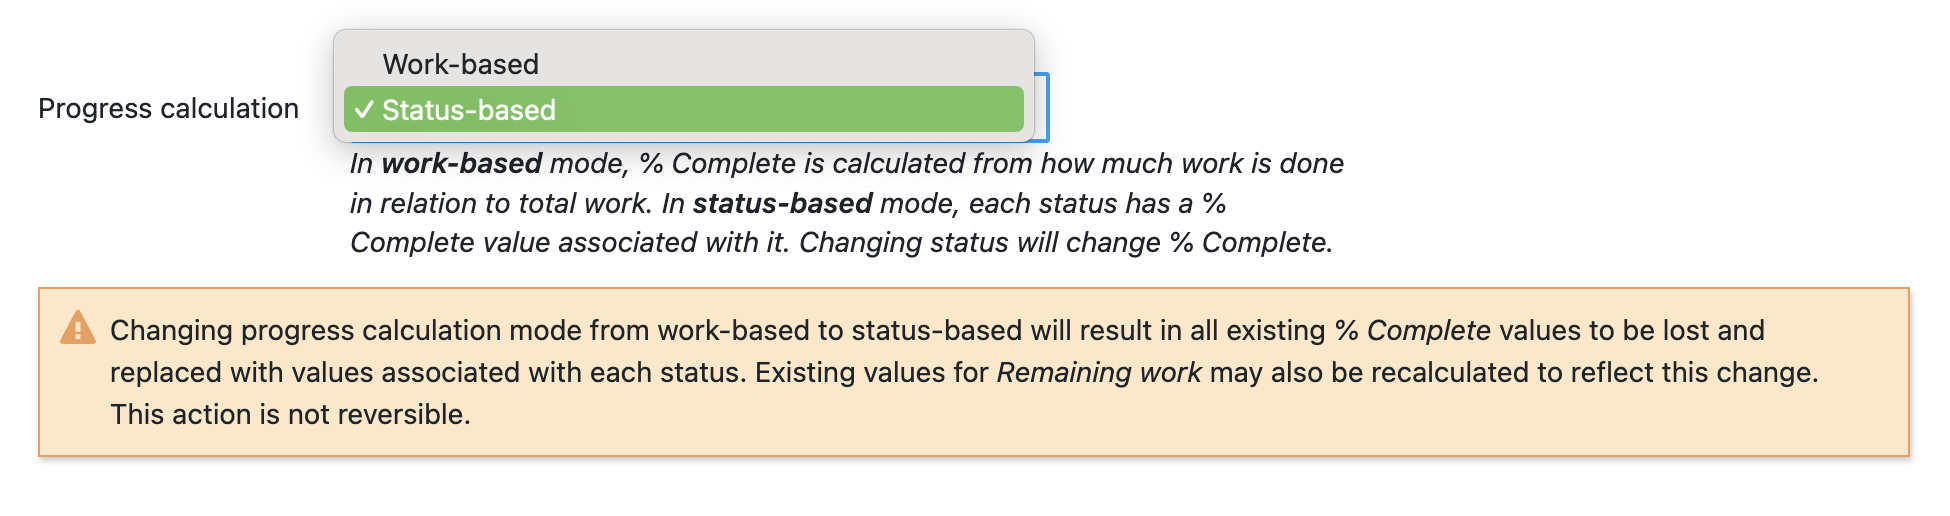 Work-based
Progress calculation
✓ Status-based
In work-based mode, % Complete is calculated from how much work is done
in relation to total work. In status-based mode, each status has a %
Complete value associated with it. Changing status will change % Complete.
Changing progress calculation mode from work-based to status-based will result in all existing % Complete values to be lost and
replaced with values associated with each status. Existing values for Remaining work may also be recalculated to reflect this change.
This action is not reversible.